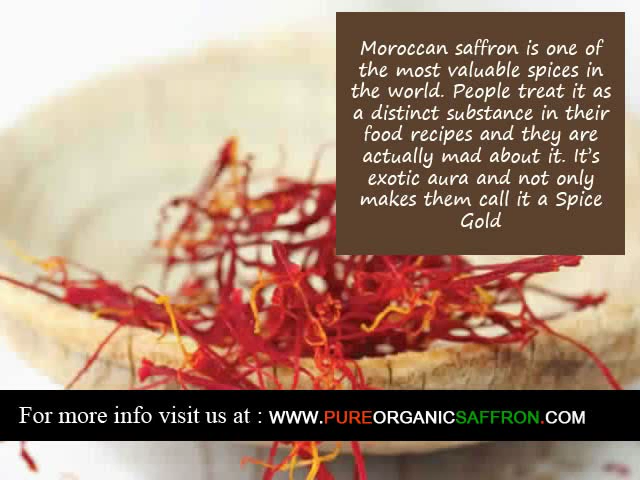 Moroccan saffron is one of
the most valuable spices in
the world. People treat it as
a distinct substance in their
food recipes and they are
actually mad about it. It's
exotic aura and not only
makes them call it a Spice
Gold
For more info visit us at : WWW.PUREORGANICSAFFRON.COM